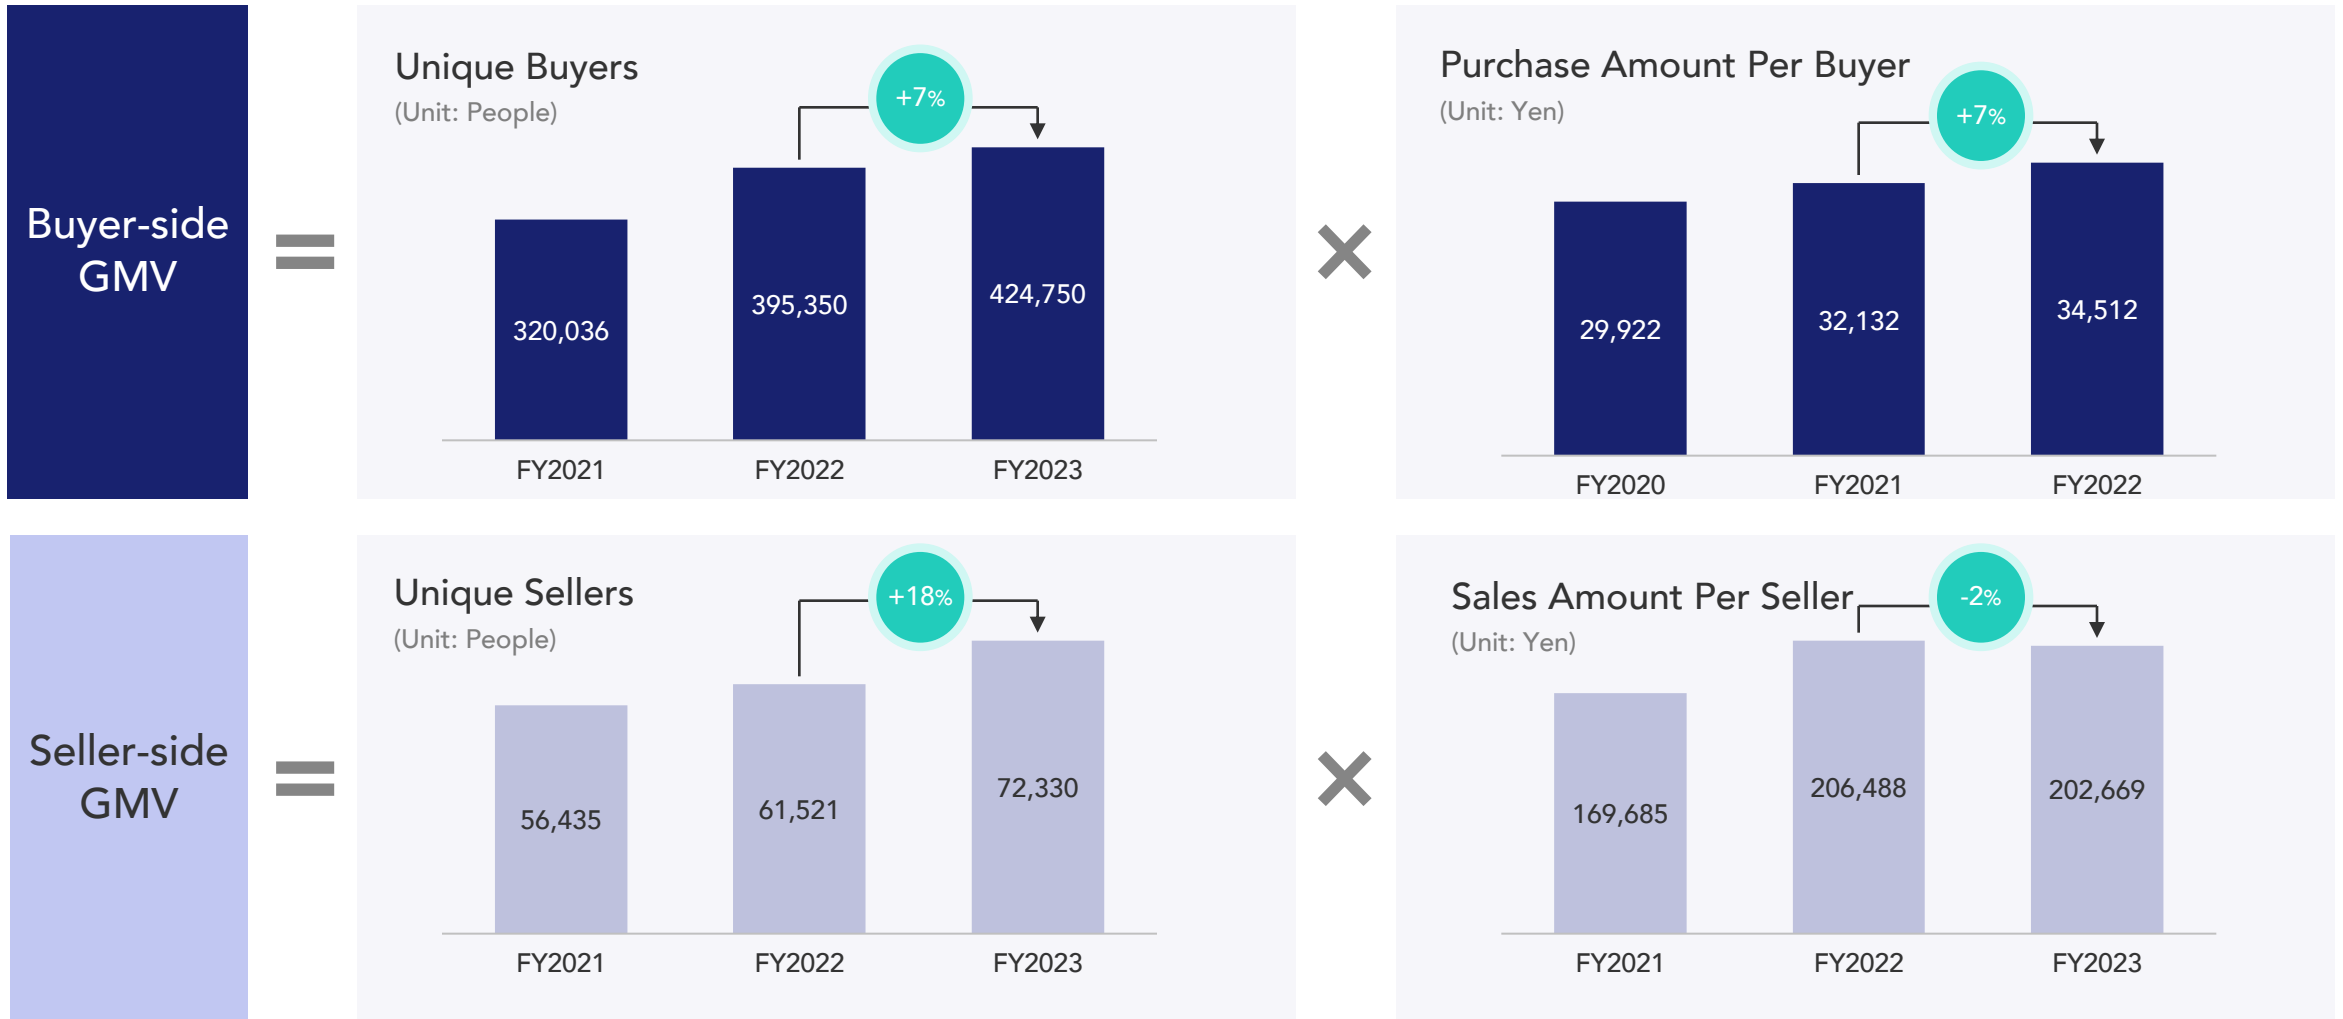 Buyer-side
GMV
=
Unique Buyers
(Unit: People)
+7%
320,036
395,350
424,750
FY2021
FY2022
FY2023
×
Purchase Amount Per Buyer
(Unit: Yen)
+7%
29,922
32,132
34,512
FY2020
FY2021
FY2022
Seller-side
GMV
=
Unique Sellers
(Unit: People)
+18%
56,435
61,521
72,330
FY2021
FY2022
FY2023
×
Sales Amount Per Seller
(Unit: Yen)
-2%
169,685
206,488
202,669
FY2021
FY2022
FY2023